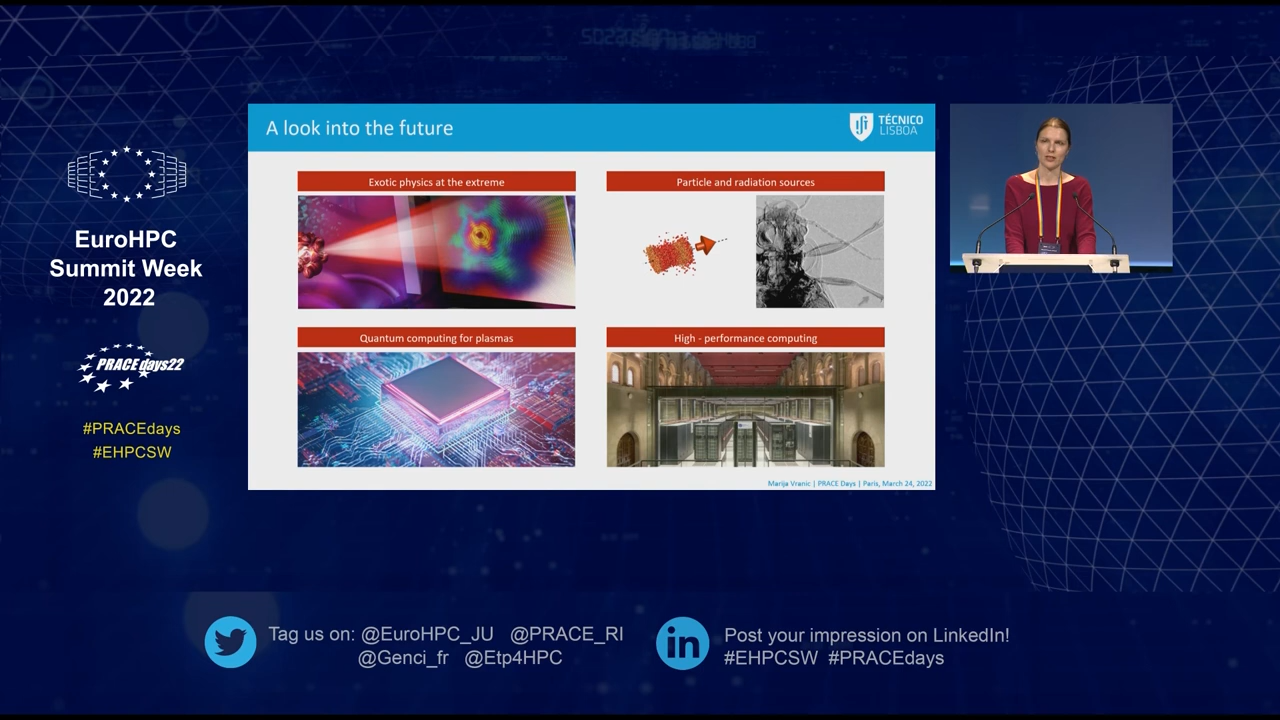 EuroHPC
Summit Week
2022
PRACEdays22
#PRACEdays
#EHPCSW
A look into the future
TÉCNICO
LISBOA
Exotic physics at the extreme
Particle and radiation sources
Quantum computing for plasmas
High - performance computing
Marija Vranic | PRACE Days | Paris, March 24, 2022
Tag us on: @EuroHPC_JU @PRACE_RI
@Genci_fr @Etp4HPC
in
Post your impression on LinkedIn!
#EHPCSW #PRACEdays